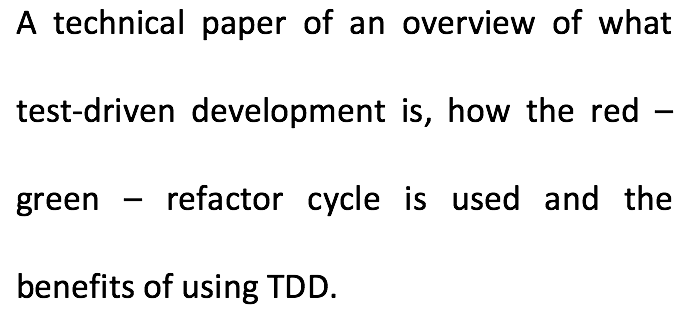 A technical paper of an overview of what
test-driven development is, how the red –
green – refactor cycle is used and the
benefits of using TDD.